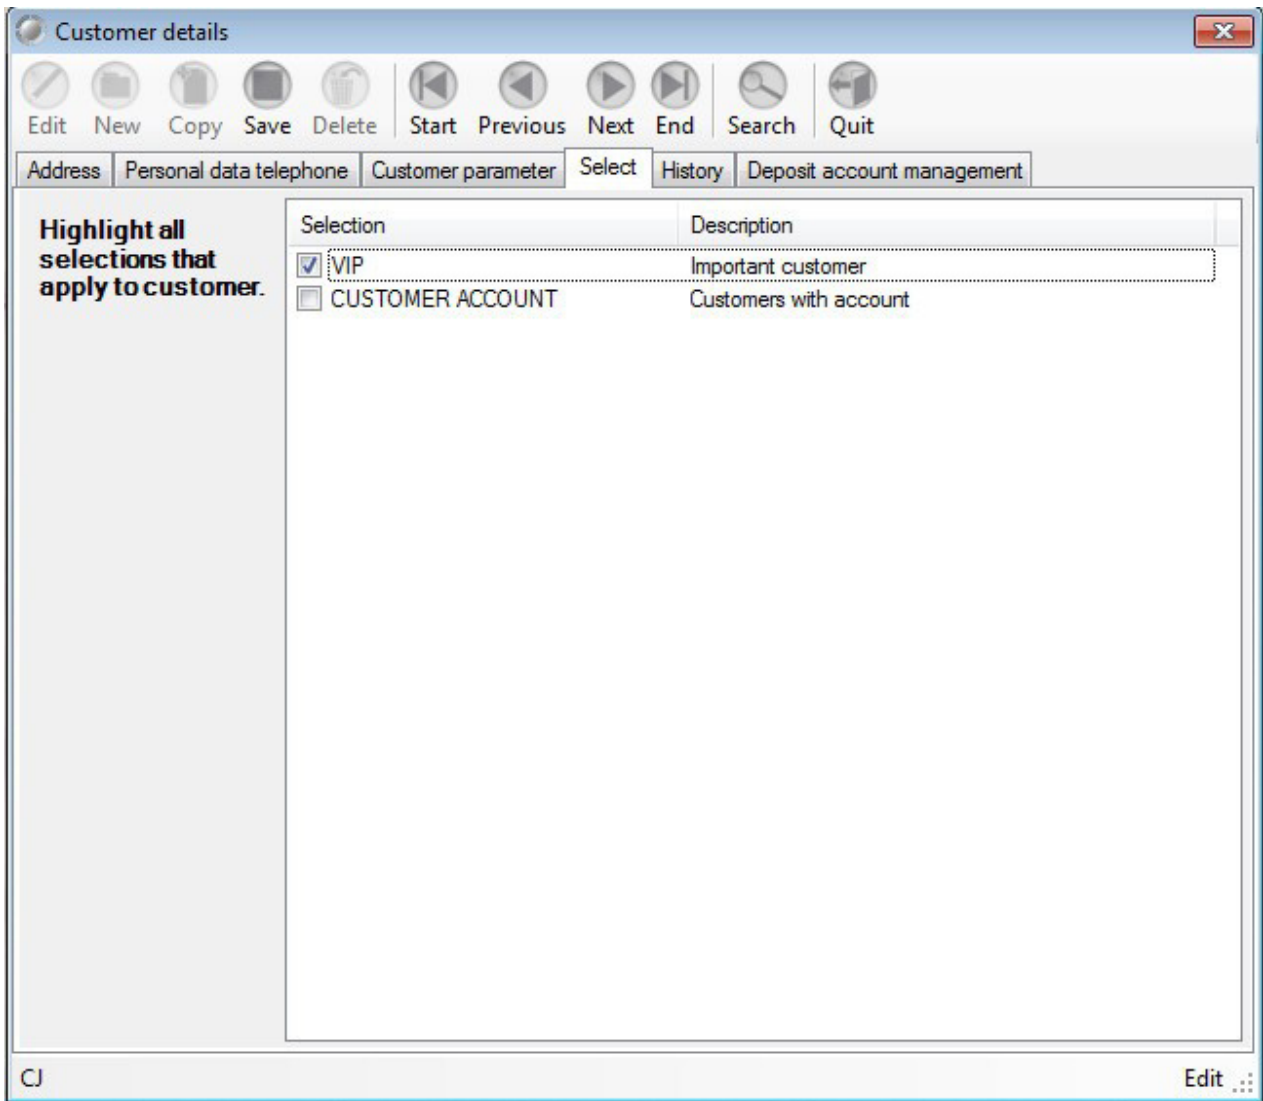 Customer details
Edit New Copy Save Delete Start Previous Next End Search Quit
Address Personal data telephone Customer parameter Select History Deposit account management
Highlight all
selections that
apply to customer.
Selection Description
VIP Important customer
CUSTOMER ACCOUNT Customers with account
CJ Edit